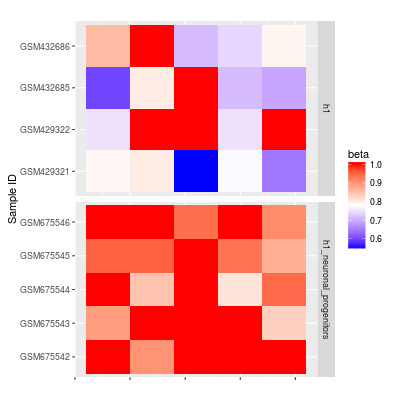 Sample ID
GSM432686
GSM432685
GSM429322
GSM429321
h1
GSM675546
GSM675545
GSM675544
GSM675543
GSM675542
h1_neuronal_progenitors
beta
1.0
0.9
0.8
0.7
0.6